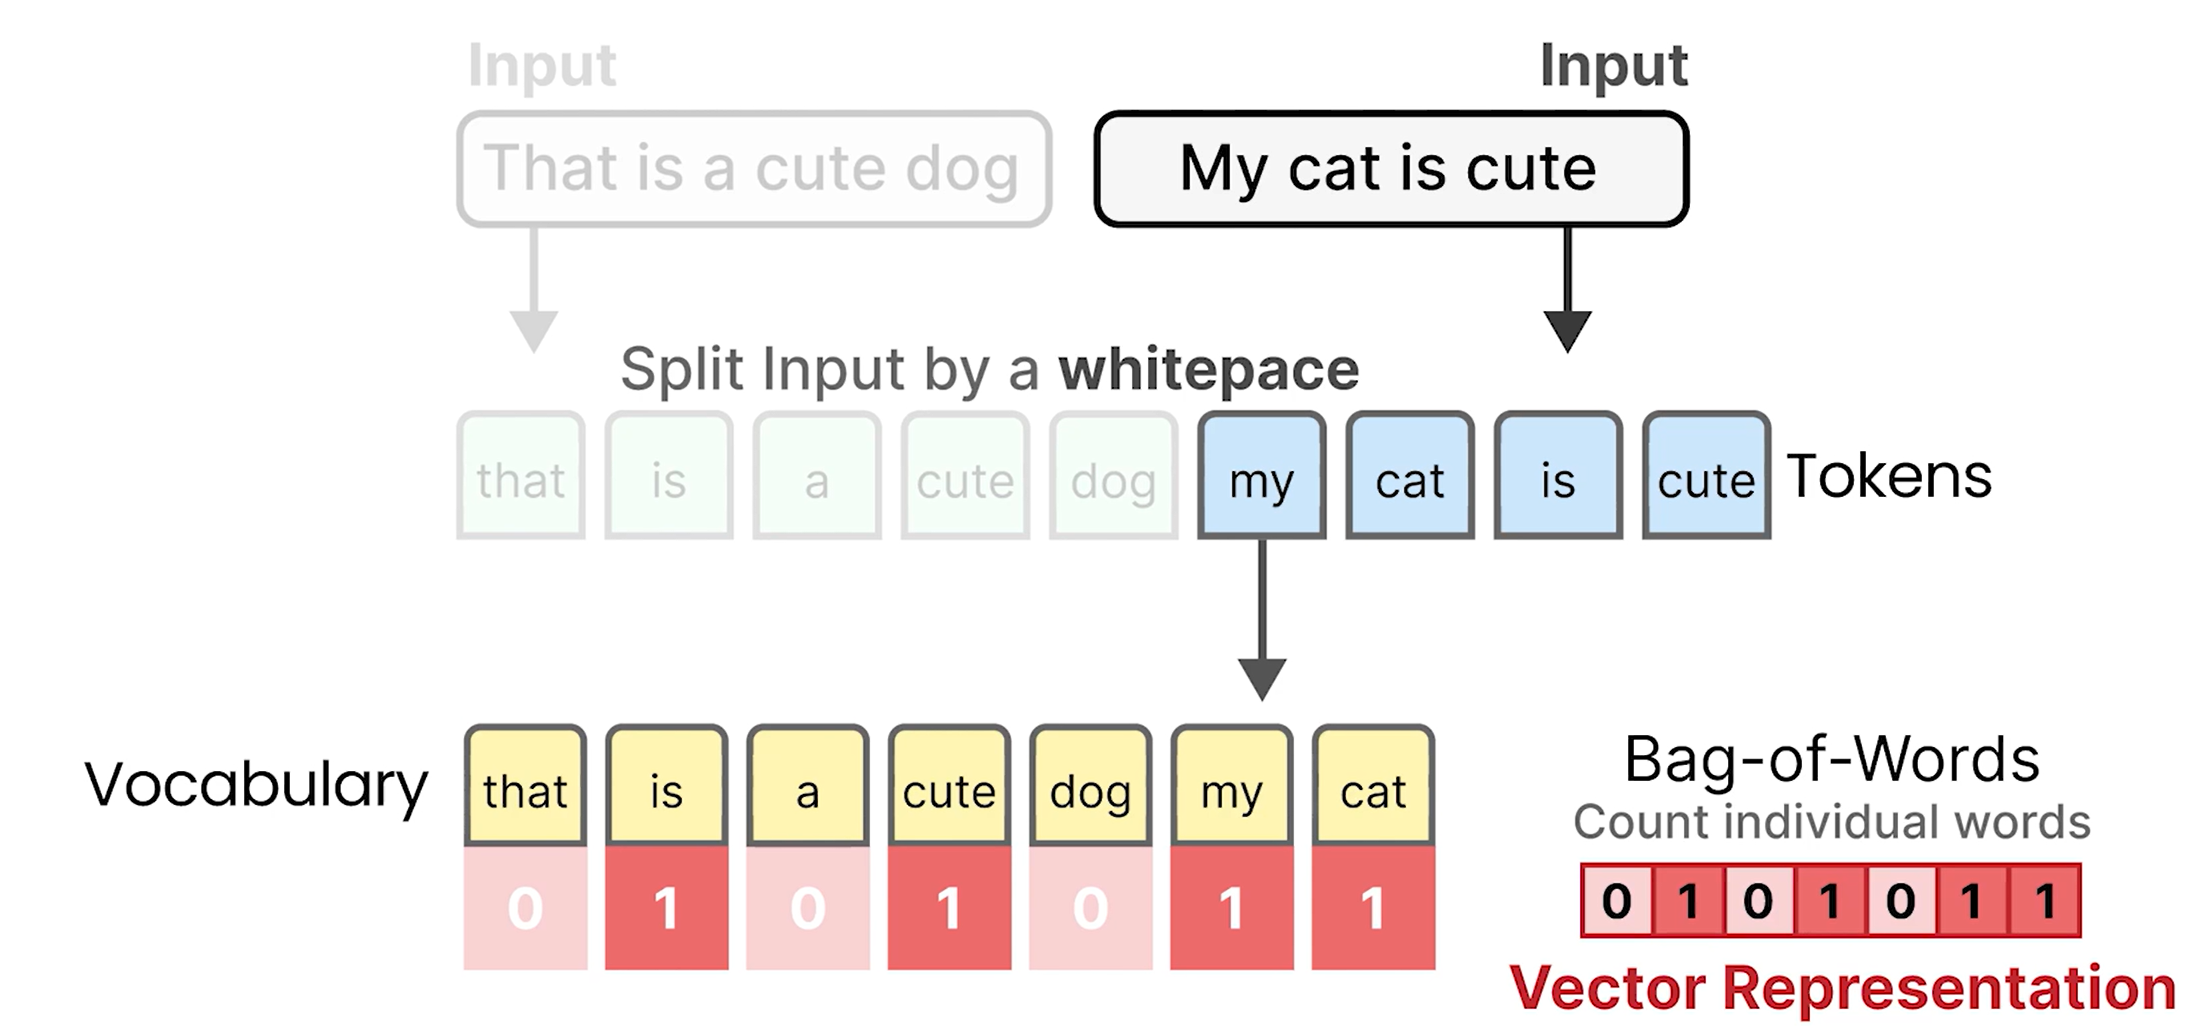 Input
Input
That is a cute dog
My cat is cute
Split Input by a whitepace
that is a cute dog my cat is cute Tokens
Vocabulary that is a cute dog my cat
0 1 0 1 0 1 1
Bag-of-Words
Count individual words
0 1 0 1 0 1 1
Vector Representation